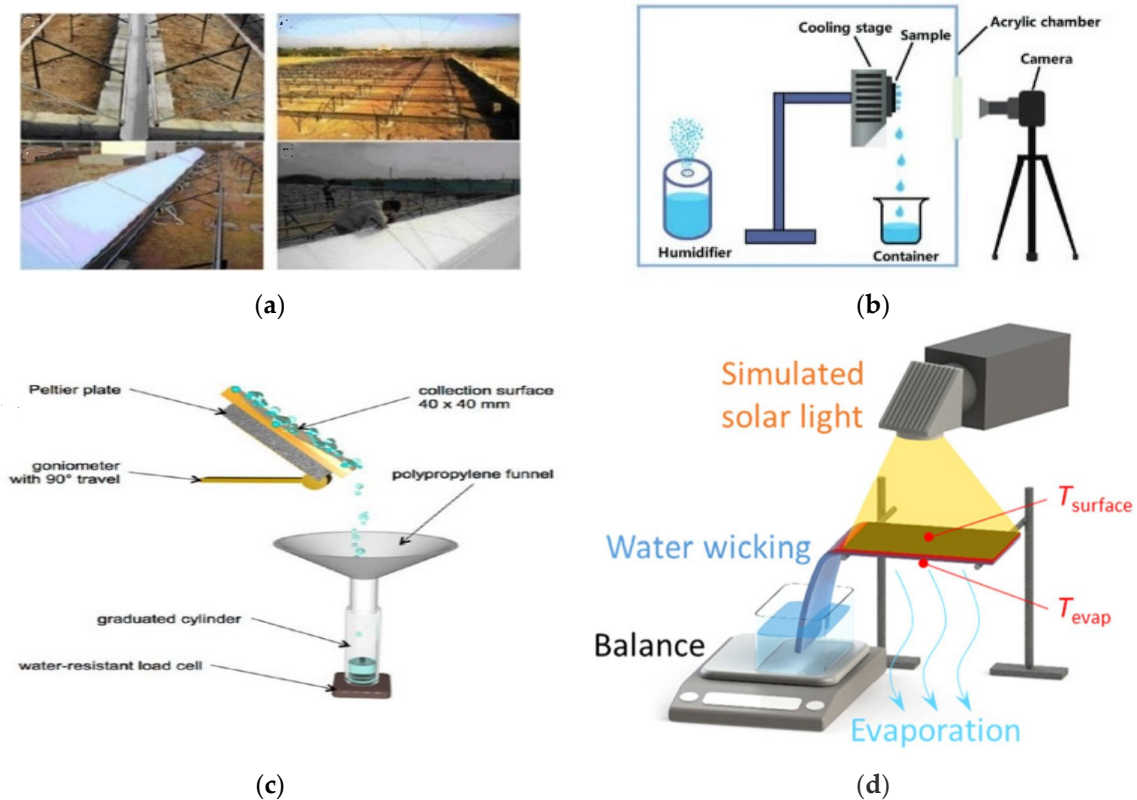 Cooling stage
Sample
Acrylic chamber
Camera
Humidifier
Container
(a)
(b)
Peltier plate
collection surface
40 x 40 mm
goniometer
with 90° travel
polypropylene funnel
graduated cylinder
water-resistant load cell
Simulated
solar light
Tsurface
Water wicking
Tevap
Balance
Evaporation
(c)
(d)